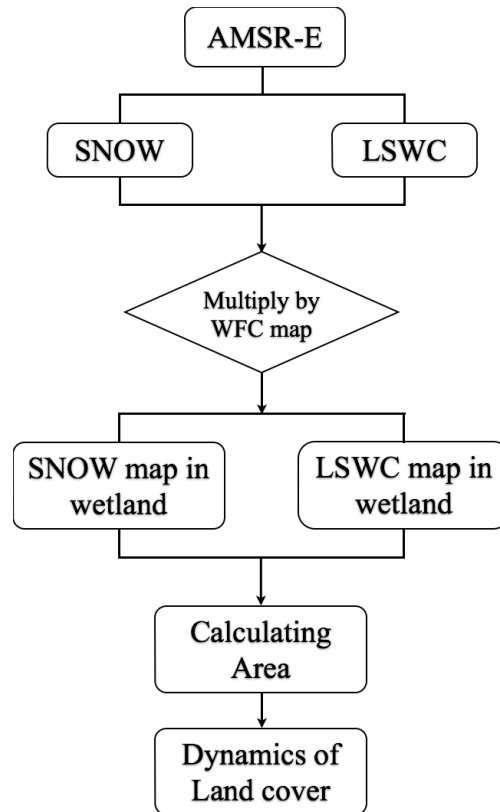 AMSR-E
SNOW
LSWC
Multiply by
WFC map
SNOW map in
wetland
LSWC map in
wetland
Calculating
Area
Dynamics of
Land cover